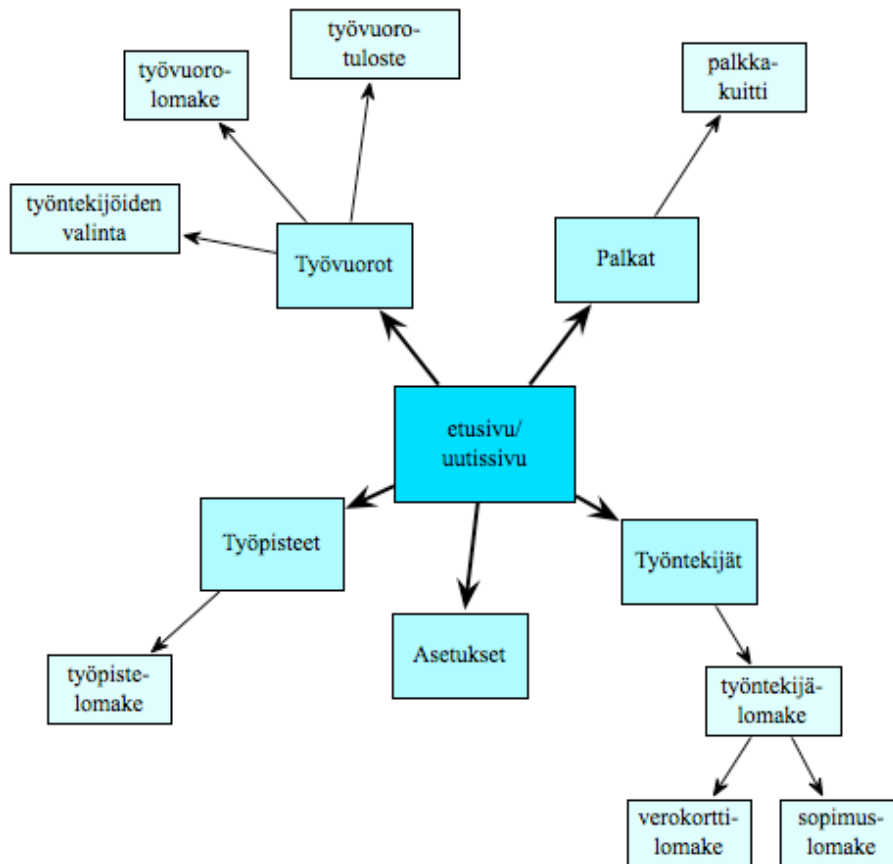 työvuoro-
tuloste
työvuoro-
lomake
palkka-
kuitti
työntekijöiden
valinta
Työvuorot
Palkat
etusivu/
uutissivu
Työpisteet
Työntekijät
Asetukset
työpiste-
lomake
työntekijä-
lomake
verokortti-
lomake
sopimus-
lomake